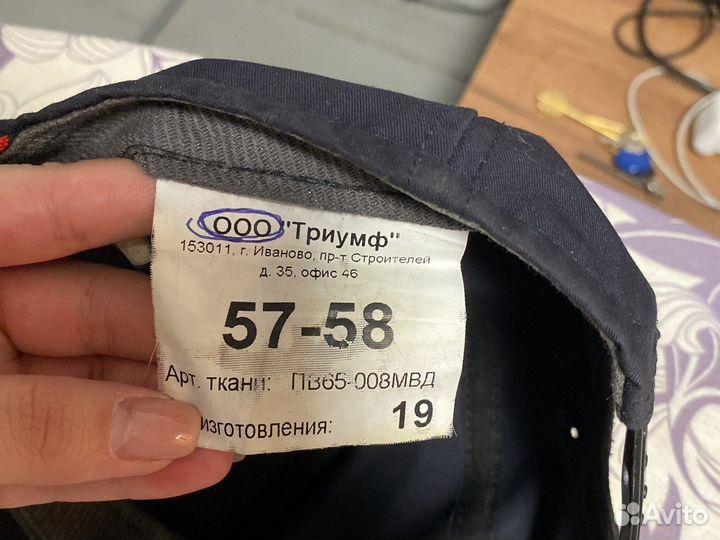 ООО "Триумф"
153011, г. Иваново, пр-т Строителей
д. 35, офис 46
57-58
Арт. ткани: ПВ65-008МВД
изготовления: 19
Avito